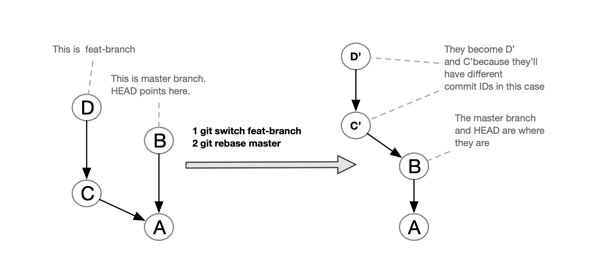 This is  feat-branch
This is master branch.
HEAD points here.
D
B
C
A
1 git switch feat-branch
2 git rebase master
D'
C'
B
A
They become D'
and C'because they'll
have different
commit IDs in this case
The master branch
and HEAD are where
they are